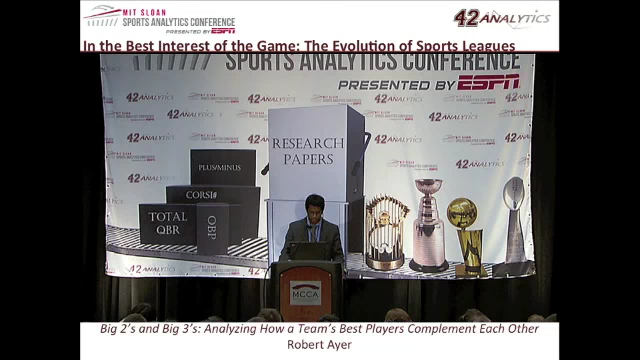 MIT SLOAN
SPORTS ANALYTICS CONFERENCE
PRESENTED BY ESPN
42 ANALYTICS
In the Best Interest of the Game: The Evolution of Sports Leagues
SPORTS ANALYTICS CONFERENCE
PRESENTED BY ESPN
42 ANALYTICS
RESEARCH
PAPERS
PLUS/MINUS
CORSI#
TOTAL
QBR
OBP
MCCA
Big 2's and Big 3's: Analyzing How a Team's Best Players Complement Each Other
Robert Ayer